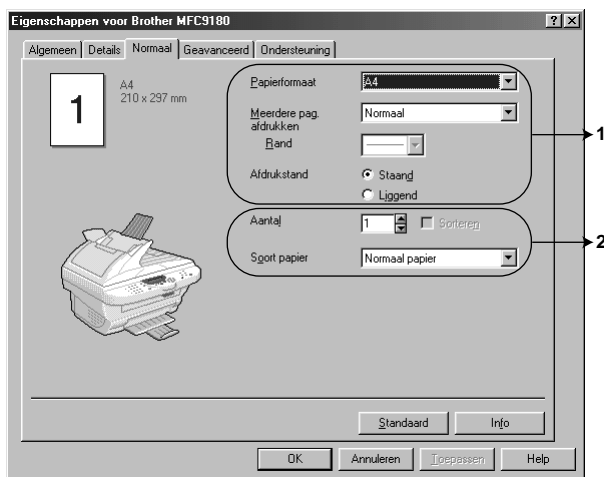 Eigenschappen voor Brother MFC9180
Algemeen Details Normaal Geavanceerd Ondersteuning
1
A4
210 x 297 mm
Papierformaat A4
Meerdere pag. afdrukken Normaal
Rand
Afdrukstand Staand
Liggend
1
Aantal 1 Sorteren
Soort papier Normaal papier
2
Standaard Info
OK Annuleren Toepassen Help